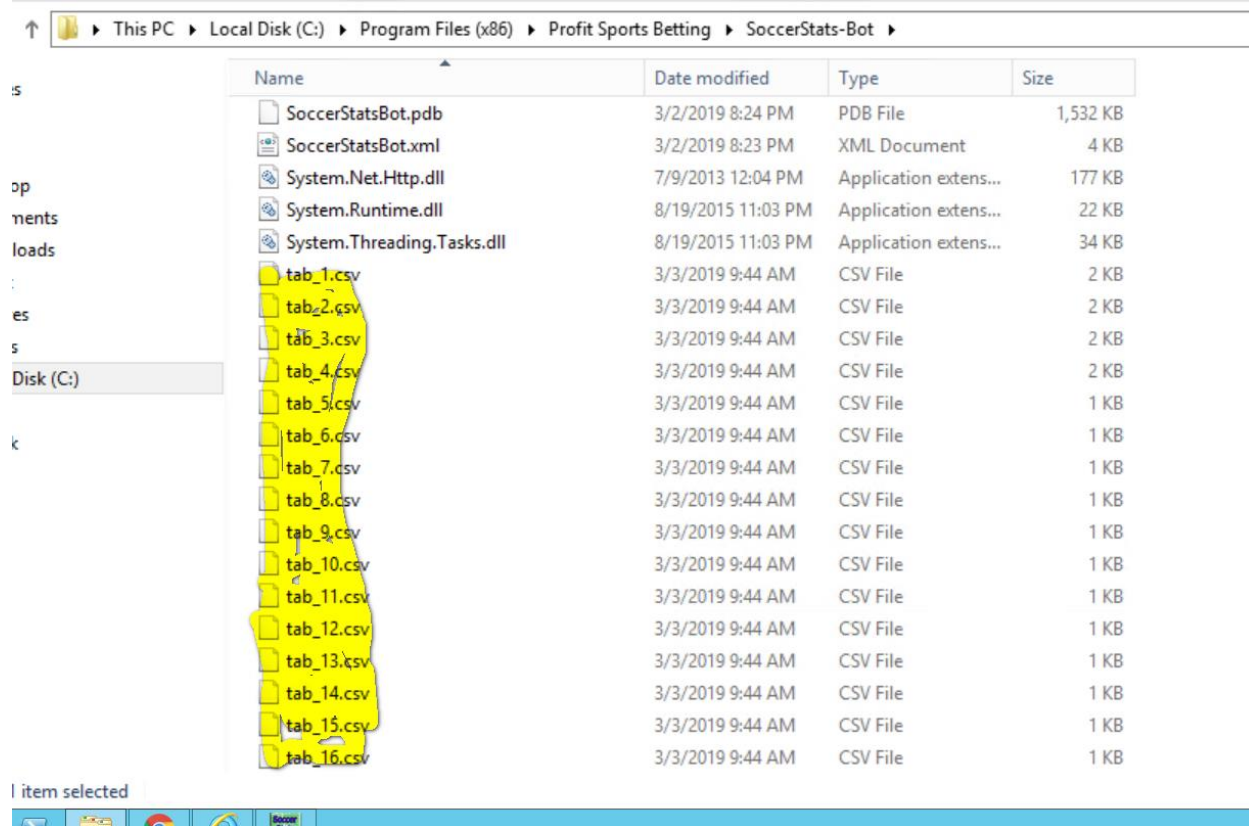 This PC Local Disk (C:) Program Files (x86) Profit Sports Betting SoccerStats-Bot
Name Date modified Type Size
SoccerStatsBot.pdb 3/2/2019 8:24 PM PDB File 1,532 KB
SoccerStatsBot.xml 3/2/2019 8:23 PM XML Document 4 KB
System.Net.Http.dll 7/9/2013 12:04 PM Application extens... 177 KB
op System.Runtime.dll 8/19/2015 11:03 PM Application extens... 22 KB
ments System.Threading.Tasks.dll 8/19/2015 11:03 PM Application extens... 34 KB
loads
tab_1.csv 3/3/2019 9:44 AM CSV File 2 KB
es tab_2.csv 3/3/2019 9:44 AM CSV File 2 KB
s tab_3.csv 3/3/2019 9:44 AM CSV File 2 KB
Disk (C:) tab_4.csv 3/3/2019 9:44 AM CSV File 2 KB
tab_5.csv 3/3/2019 9:44 AM CSV File 1 KB
k tab_6.csv 3/3/2019 9:44 AM CSV File 1 KB
tab_7.csv 3/3/2019 9:44 AM CSV File 1 KB
tab_8.csv 3/3/2019 9:44 AM CSV File 1 KB
tab_9.csv 3/3/2019 9:44 AM CSV File 1 KB
tab_10.csv 3/3/2019 9:44 AM CSV File 1 KB
tab_11.csv 3/3/2019 9:44 AM CSV File 1 KB
tab_12.csv 3/3/2019 9:44 AM CSV File 1 KB
tab_13.csv 3/3/2019 9:44 AM CSV File 1 KB
tab_14.csv 3/3/2019 9:44 AM CSV File 1 KB
tab_15.csv 3/3/2019 9:44 AM CSV File 1 KB
tab_16.csv 3/3/2019 9:44 AM CSV File 1 KB
item selected
Soccer